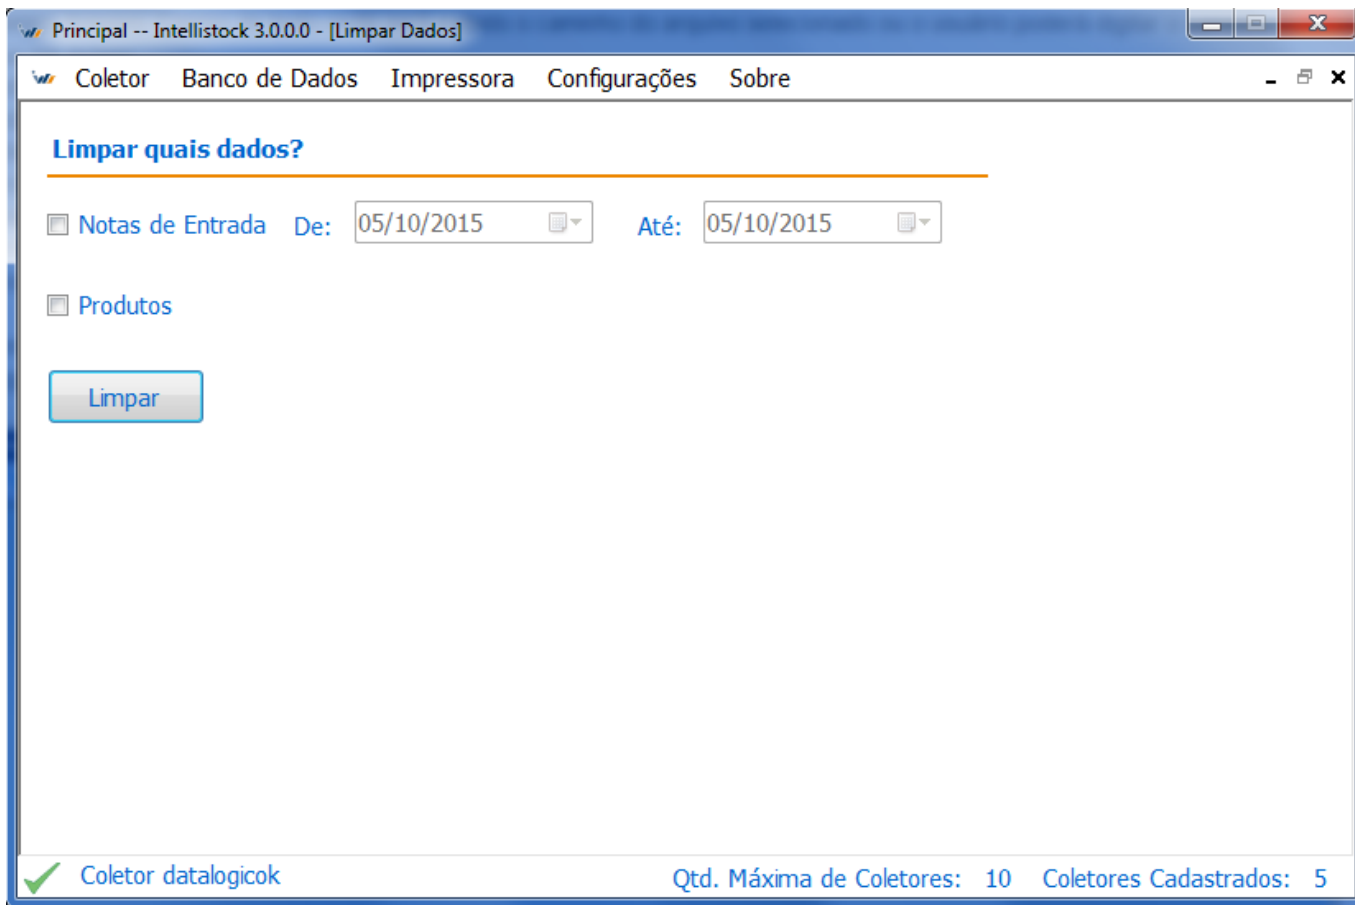 Principal -- Intellistock 3.0.0.0 - [Limpar Dados]
Coletor Banco de Dados Impressora Configurações Sobre
Limpar quais dados?
Notas de Entrada De: 05/10/2015 Até: 05/10/2015
Produtos
Limpar
Coletor datalogicok Qtd. Máxima de Coletores: 10 Coletores Cadastrados: 5